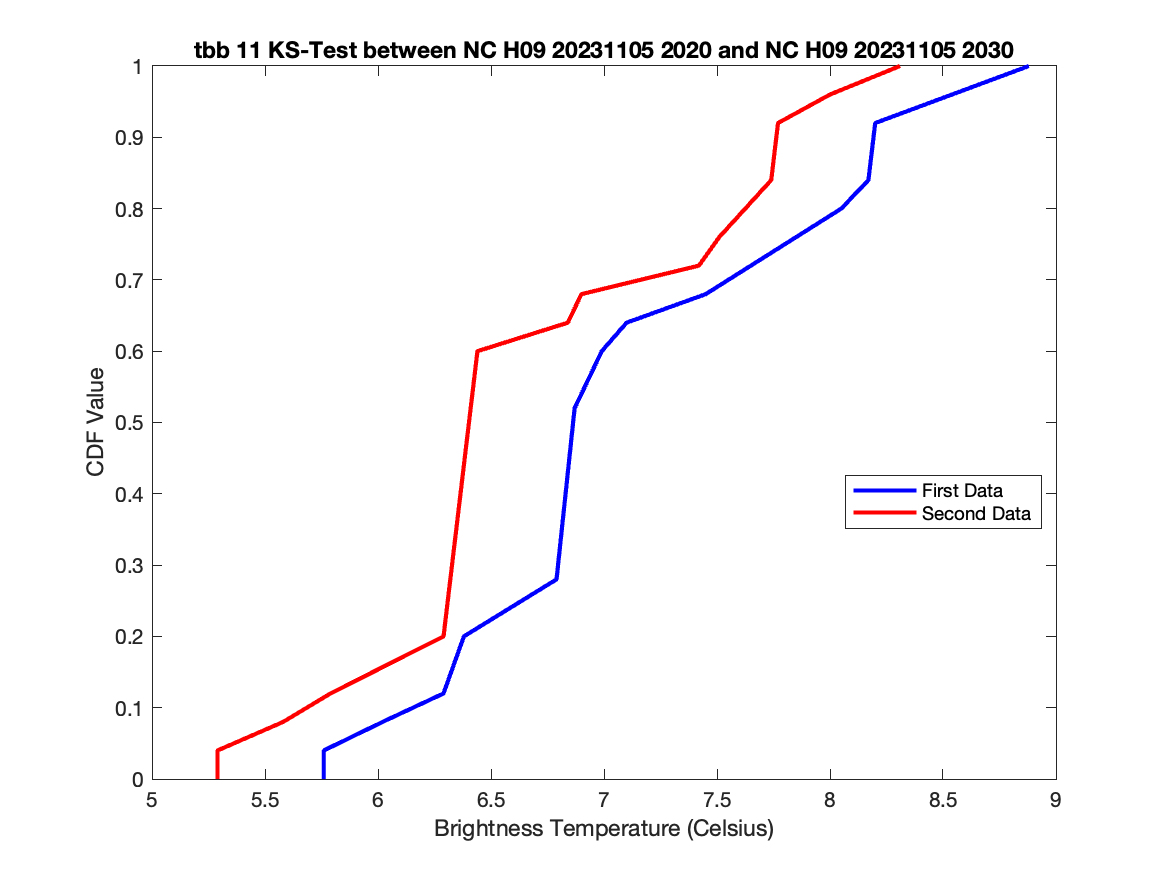 tbb 11 KS-Test between NC H09 20231105 2020 and NC H09 20231105 2030
1
0.9
0.8
0.7
0.6
0.5
0.4
0.3
0.2
0.1
0
CDF Value
First Data
Second Data
5 5.5 6 6.5 7 7.5 8 8.5 9
Brightness Temperature (Celsius)